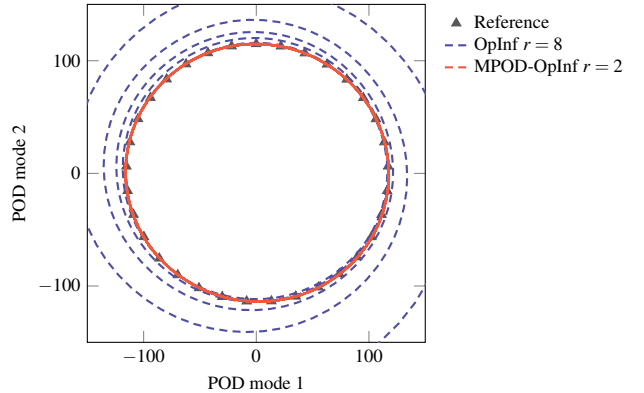 Reference
OpInf r = 8
MPOD-OpInf r = 2
100
0
−100
POD mode 2
−100 0 100
POD mode 1